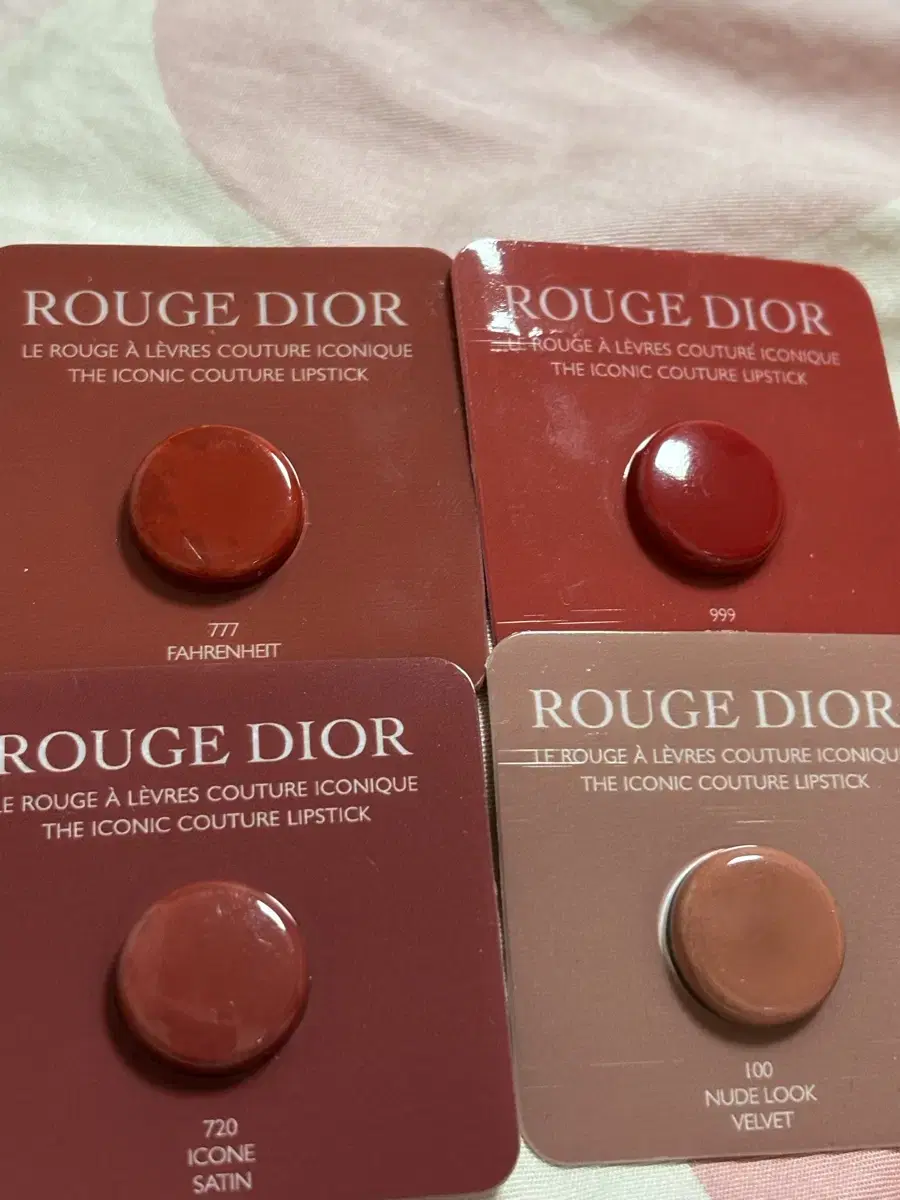 ROUGE DIOR
LE ROUGE À LÈVRES COUTURE ICONIQUE
THE ICONIC COUTURE LIPSTICK
777
FAHRENHEIT
ROUGE DIOR
LE ROUGE À LÈVRES COUTURE ICONIQUE
THE ICONIC COUTURE LIPSTICK
999
ROUGE DIOR
LE ROUGE À LÈVRES COUTURE ICONIQUE
THE ICONIC COUTURE LIPSTICK
720
ICONE
SATIN
ROUGE DIOR
LE ROUGE À LÈVRES COUTURE ICONIQU
THE ICONIC COUTURE LIPSTICK
100
NUDE LOOK
VELVET